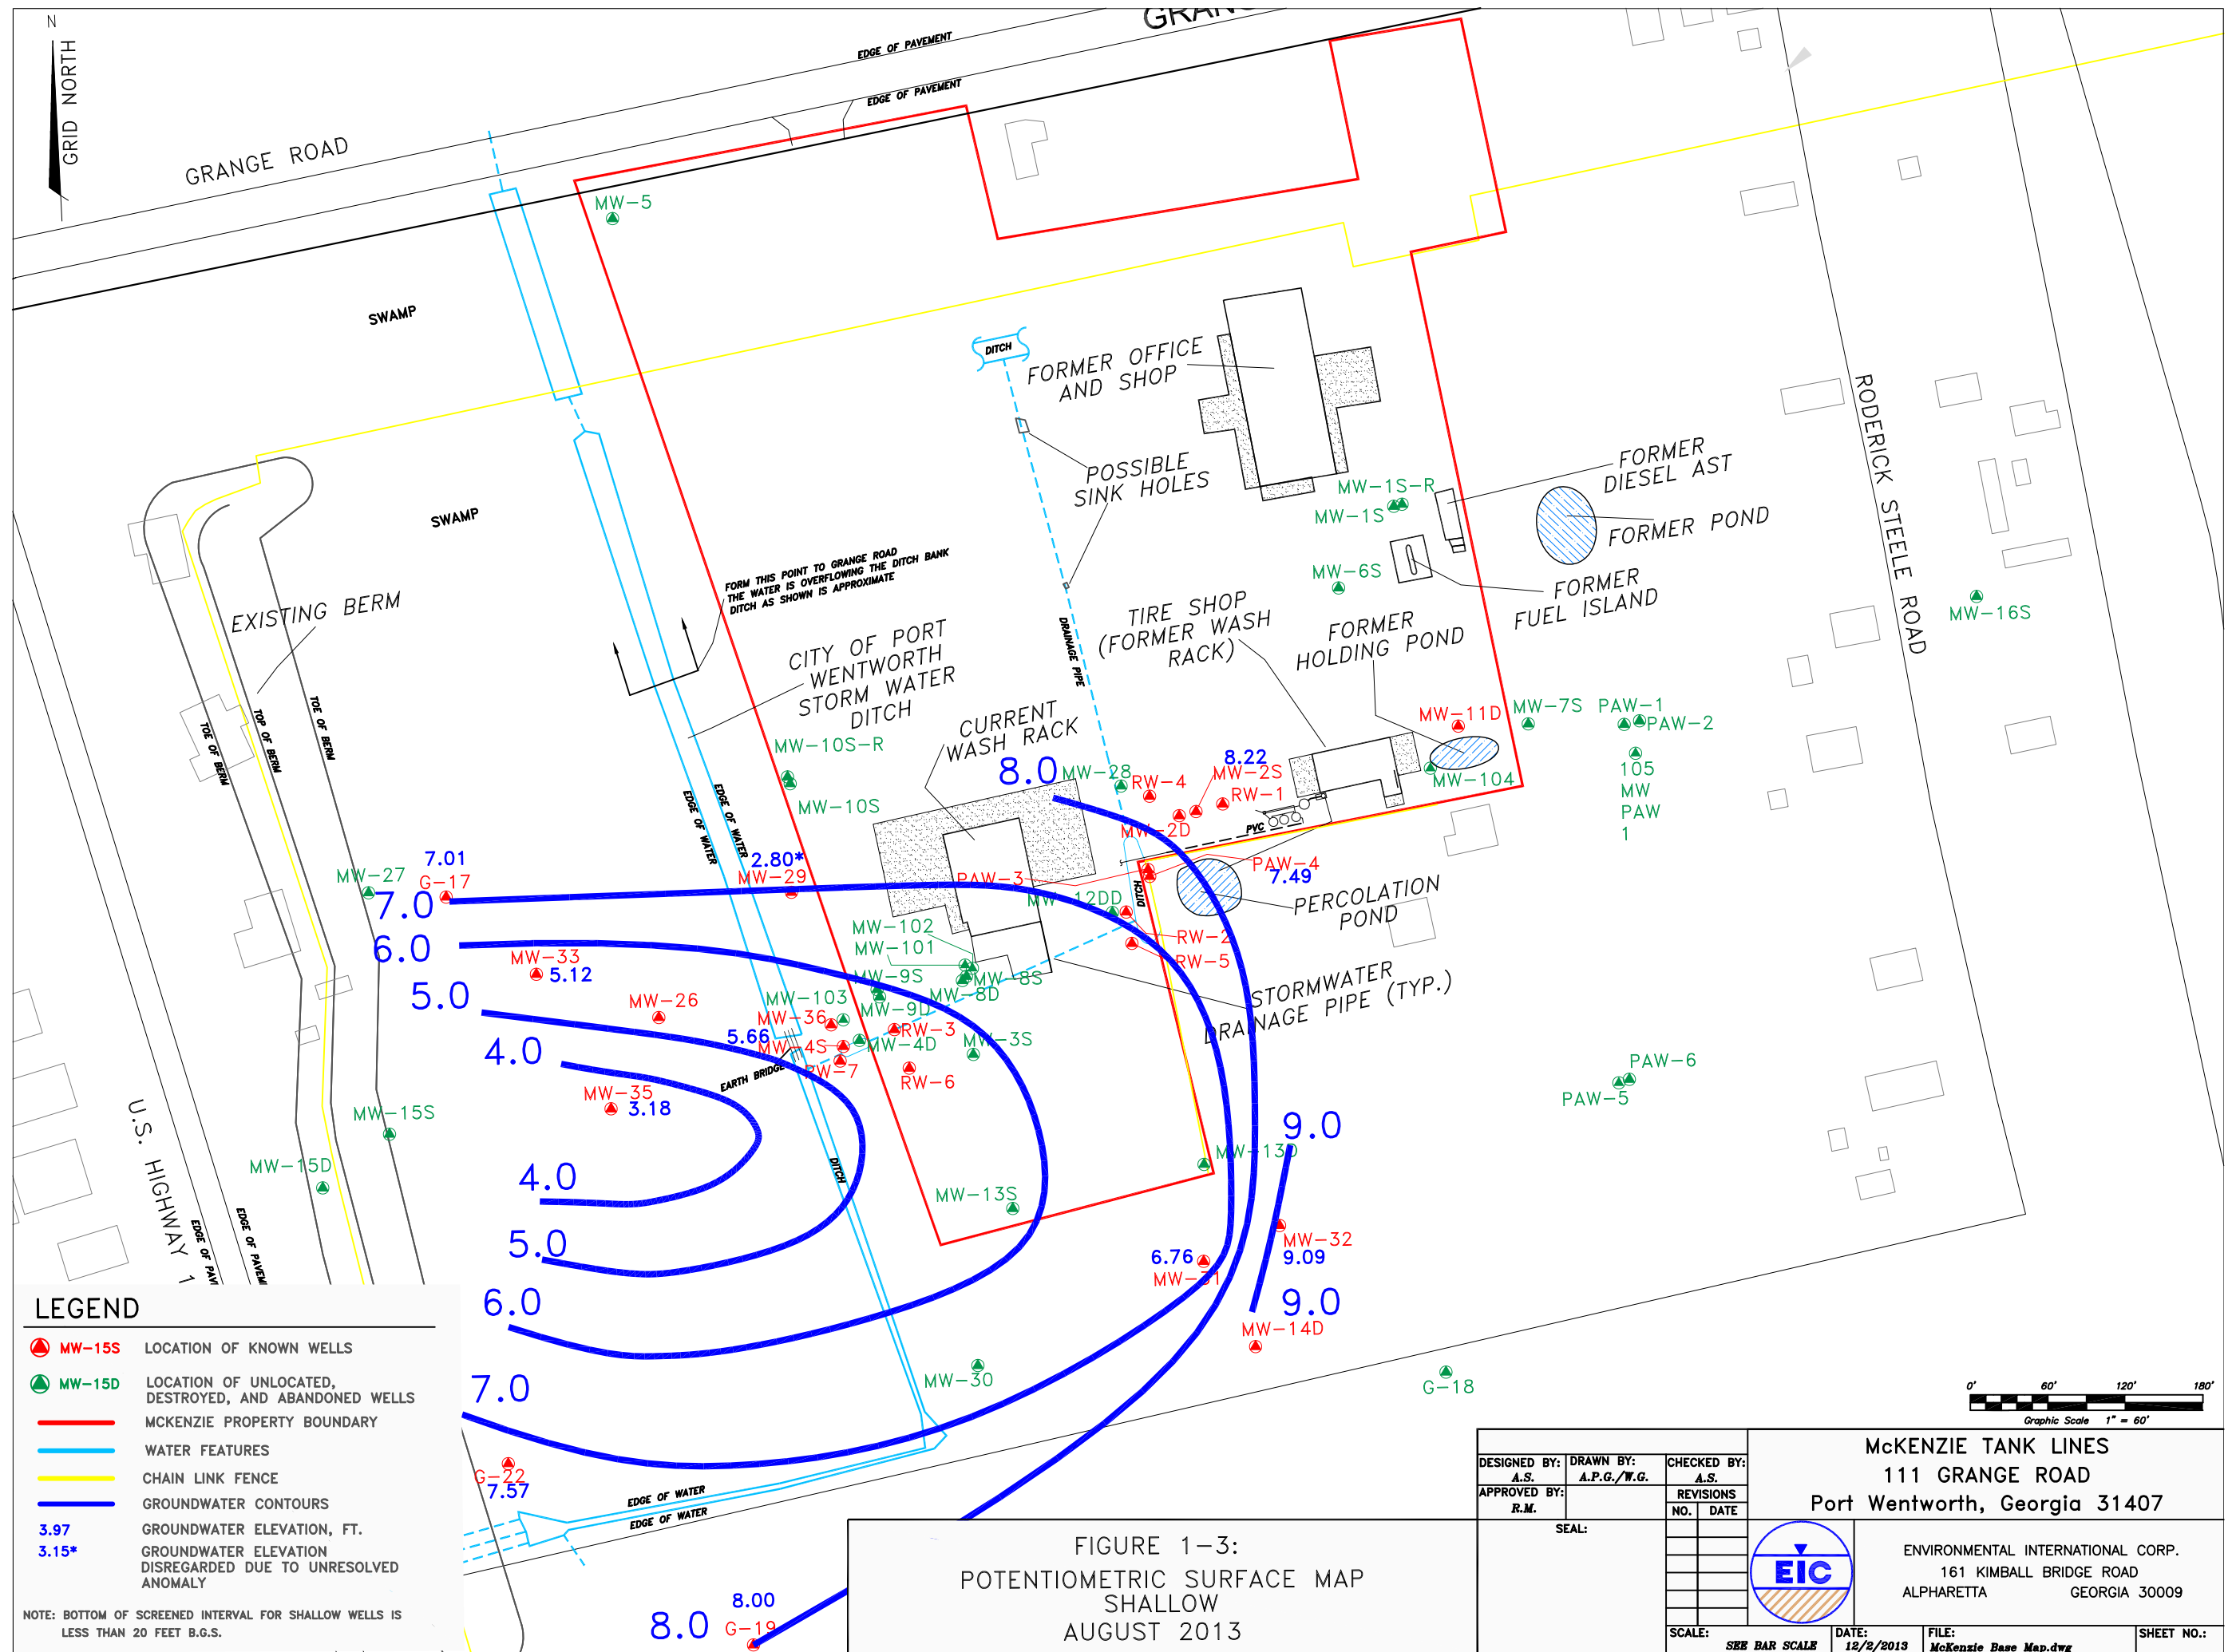 N
GRID NORTH
GRANGE ROAD
EDGE OF PAVEMENT
EDGE OF PAVEMENT
MW-5
SWAMP
SWAMP
DITCH
FORMER OFFICE
AND SHOP
POSSIBLE
SINK HOLES
MW-1S-R
MW-1S
FORMER
DIESEL AST
FORMER POND
MW-6S
FORMER
FUEL ISLAND
RODERICK STEELE ROAD
MW-16S
EXISTING BERM
TOE OF BERM
TOP OF BERM
TOE OF BERM
FORM THIS POINT TO GRANGE ROAD
THE WATER IS OVERFLOWING THE DITCH BANK
DITCH AS SHOWN IS APPROXIMATE
CITY OF PORT
WENTWORTH
STORM WATER
DITCH
DRAINAGE PIPE
TIRE SHOP
(FORMER WASH
RACK)
FORMER
HOLDING POND
CURRENT
WASH RACK
MW-10S-R
MW-10S
EDGE OF WATER
EDGE OF WATER
8.0
MW-28
RW-4
8.22
MW-2S
RW-1
MW-2D
PVC
MW-11D
MW-104
MW-7S
PAW-1
PAW-2
105
MW
PAW
1
MW-27
7.01
G-17
7.0
2.80*
MW-29
PAW-3
PAW-4
7.49
MW-12DD
DITCH
PERCOLATION
POND
RW-2
RW-5
STORMWATER
DRAINAGE PIPE (TYP.)
6.0
MW-33
5.12
MW-102
MW-101
MW-9S
MW-8S
MW-8D
MW-103
MW-9D
5.0
MW-26
MW-36
RW-3
5.66
MW-4S
MW-4D
MW-3S
RW-7
RW-6
EARTH BRIDGE
4.0
MW-35
3.18
PAW-6
PAW-5
MW-15S
MW-15D
U.S. HIGHWAY 1
EDGE OF PAVEM
4.0
DITCH
MW-13D
MW-13S
9.0
MW-32
9.09
6.76
MW-31
9.0
MW-14D
5.0
6.0
7.0
MW-30
G-18
G-22
7.57
EDGE OF WATER
EDGE OF WATER
8.00
8.0
G-19
LEGEND
MW-15S LOCATION OF KNOWN WELLS
MW-15D LOCATION OF UNLOCATED,
DESTROYED, AND ABANDONED WELLS
MCKENZIE PROPERTY BOUNDARY
WATER FEATURES
CHAIN LINK FENCE
GROUNDWATER CONTOURS
3.97 GROUNDWATER ELEVATION, FT.
3.15* GROUNDWATER ELEVATION
DISREGARDED DUE TO UNRESOLVED
ANOMALY
NOTE: BOTTOM OF SCREENED INTERVAL FOR SHALLOW WELLS IS
LESS THAN 20 FEET B.G.S.
FIGURE 1-3:
POTENTIOMETRIC SURFACE MAP
SHALLOW
AUGUST 2013
0' 60' 120' 180'
Graphic Scale 1" = 60'
DESIGNED BY: A.S.
DRAWN BY: A.P.G./W.G.
CHECKED BY: A.S.
APPROVED BY: R.M.
REVISIONS
NO. DATE
SEAL:
McKENZIE TANK LINES
111 GRANGE ROAD
Port Wentworth, Georgia 31407
EIC
ENVIRONMENTAL INTERNATIONAL CORP.
161 KIMBALL BRIDGE ROAD
ALPHARETTA GEORGIA 30009
SCALE: SEE BAR SCALE
DATE: 12/2/2013
FILE: McKenzie Base Map.dwg
SHEET NO.: